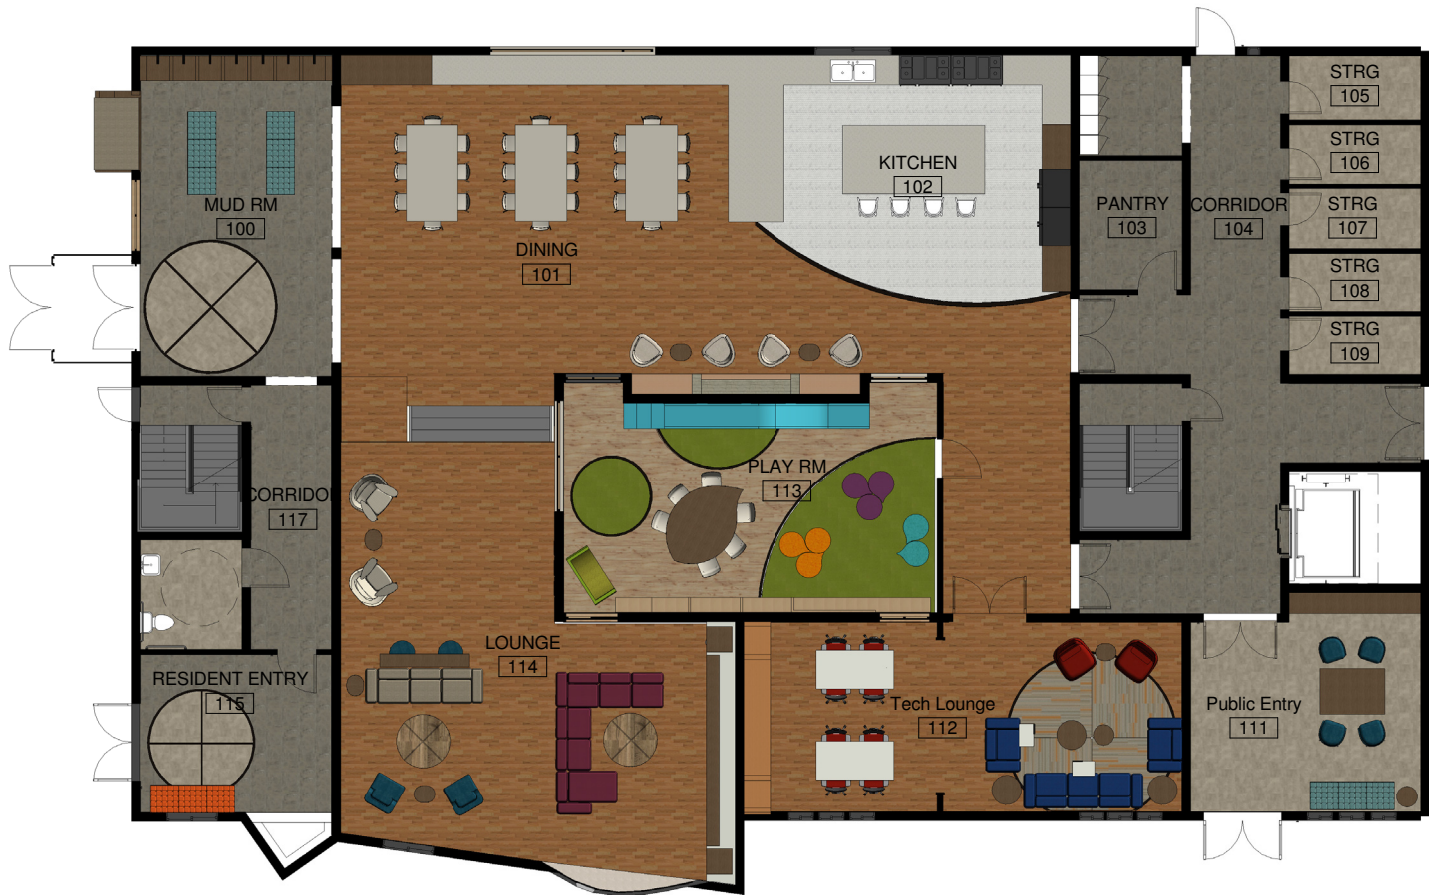 STRG
105
STRG
106
KITCHEN
102
MUD RM
100
PANTRY
103
CORRIDOR
104
STRG
107
DINING
101
STRG
108
STRG
109
PLAY RM
113
CORRIDO
117
LOUNGE
114
RESIDENT ENTRY
115
Tech Lounge
112
Public Entry
111